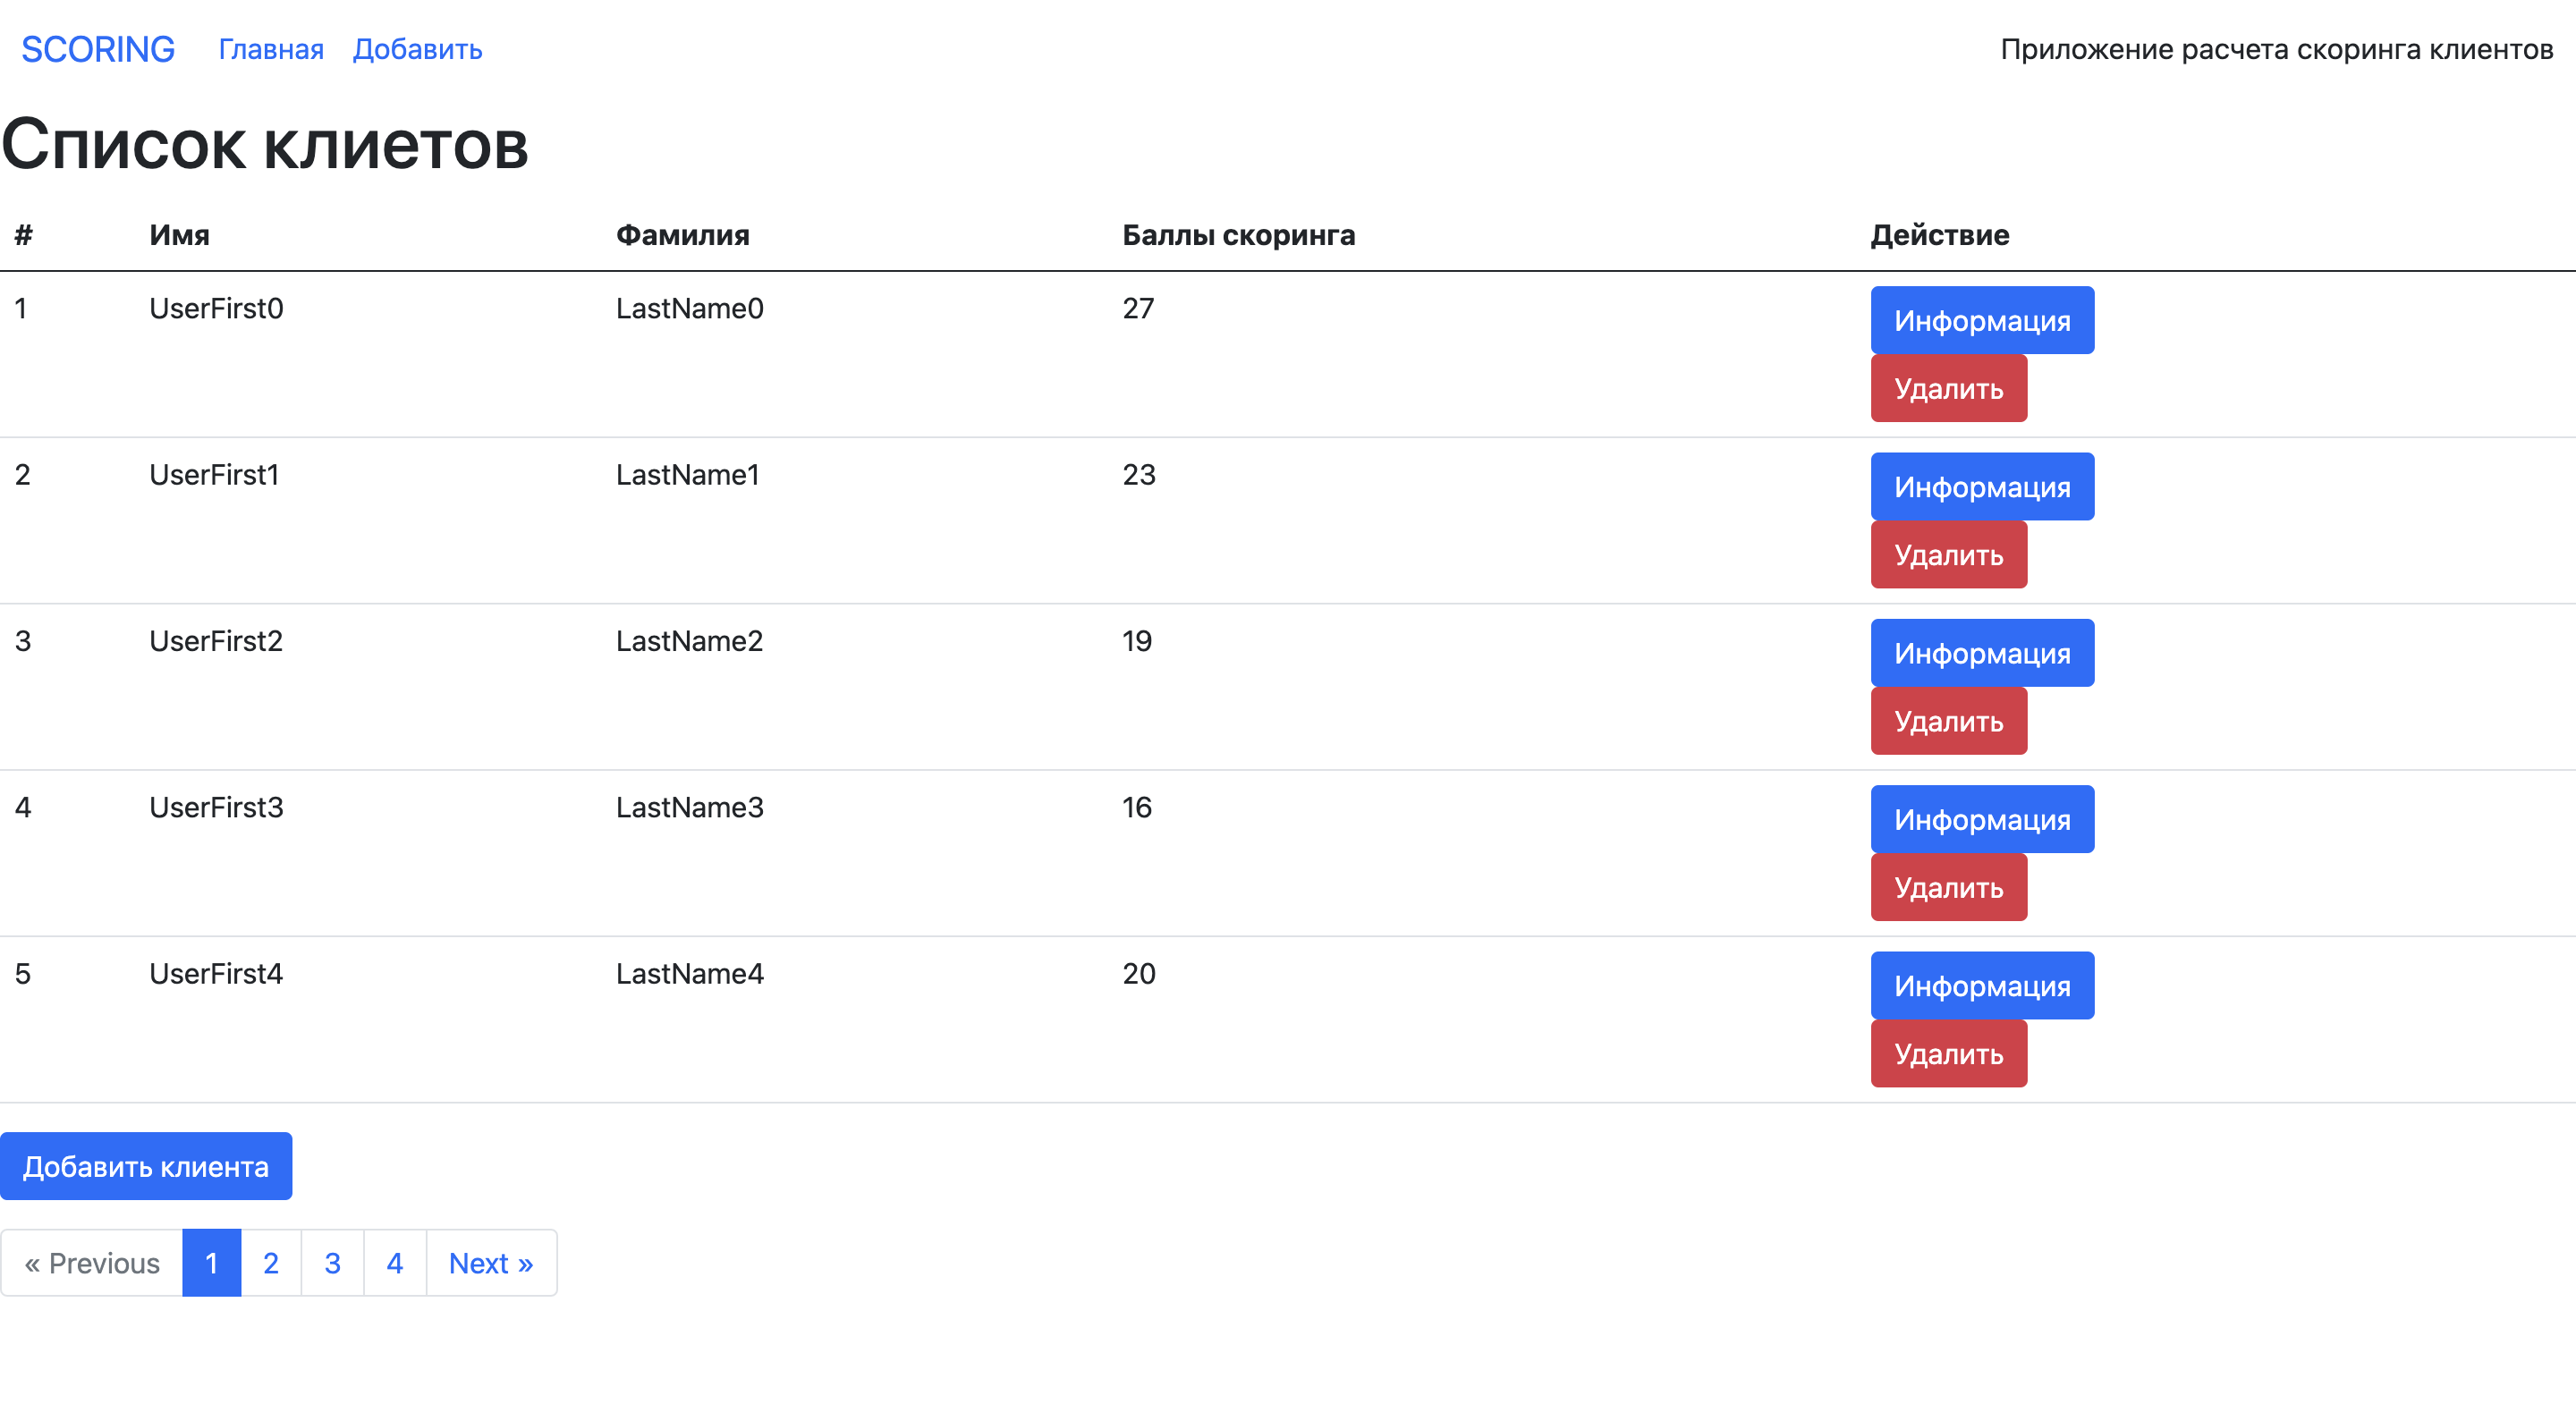 SCORING Главная Добавить Приложение расчета скоринга клиентов
Список клиетов
# Имя Фамилия Баллы скоринга Действие
1 UserFirst0 LastName0 27 Информация
Удалить
2 UserFirst1 LastName1 23 Информация
Удалить
3 UserFirst2 LastName2 19 Информация
Удалить
4 UserFirst3 LastName3 16 Информация
Удалить
5 UserFirst4 LastName4 20 Информация
Удалить
Добавить клиента
« Previous 1 2 3 4 Next »